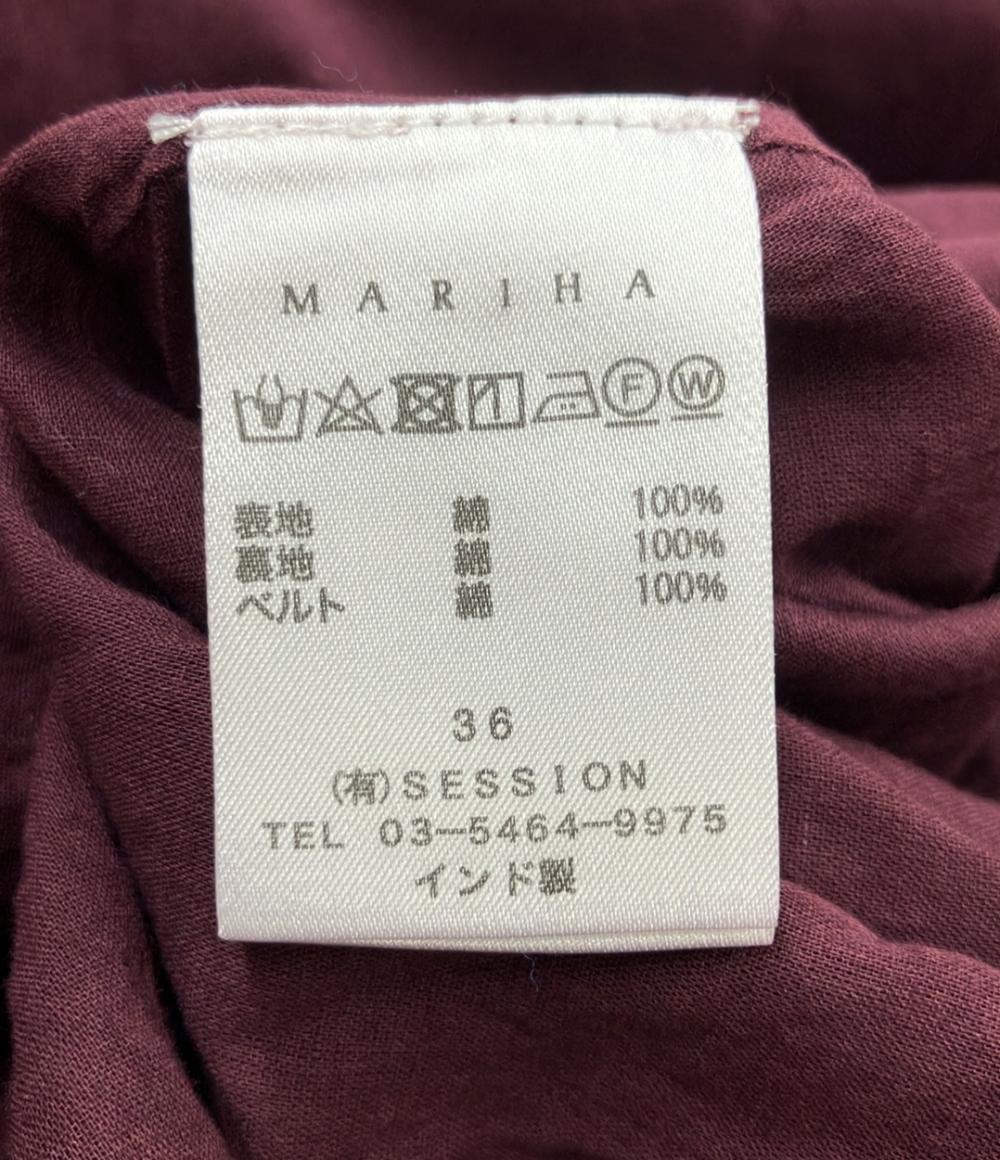 MARIHA
F W
表地 綿 100%
裏地 綿 100%
ベルト 綿 100%
36
(有)SESSION
TEL 03-5464-9975
インド製